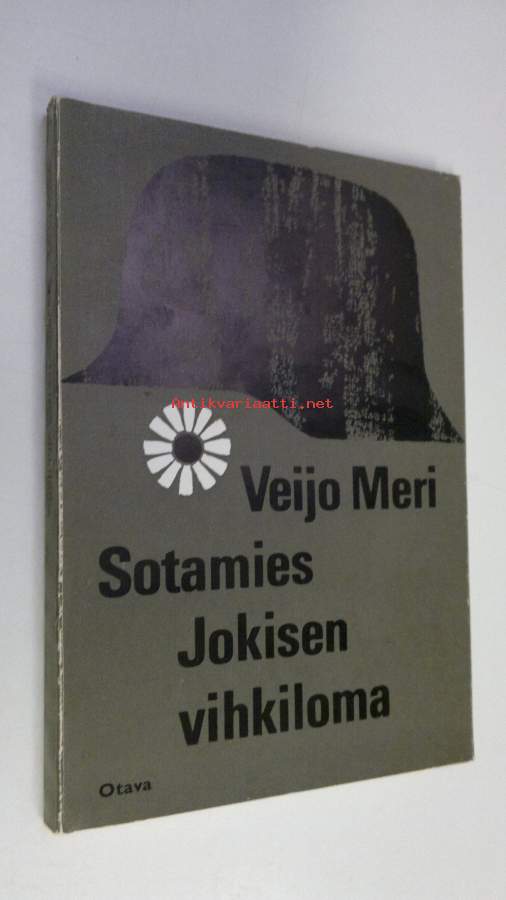 Antikvariaatti.net
Veijo Meri
Sotamies
Jokisen
vihkiloma
Otava